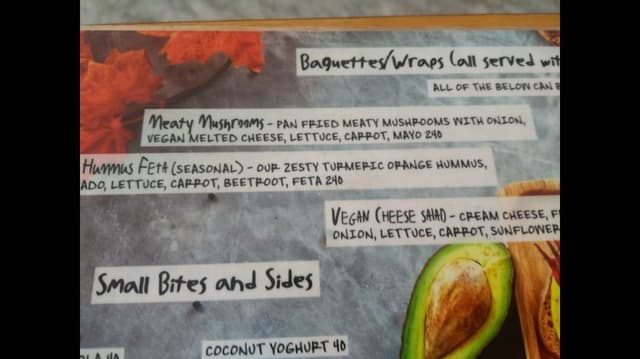 Baguettes/Wraps (all served wit
ALL OF THE BELOW CAN B
Meaty Mushrooms - PAN FRIED MEATY MUSHROOMS WITH ONION,
VEGAN MELTED CHEESE, LETTUCE, CARROT, MAYO 240
Hummus Feta (SEASONAL) - OUR ZESTY TURMERIC ORANGE HUMMUS,
ADO, LETTUCE, CARROT, BEETROOT, FETA 240
VEGAN CHEESE SALAD - CREAM CHEESE, F
ONION, LETTUCE, CARROT, SUNFLOWER
Small Bites and Sides
COCONUT YOGHURT 40